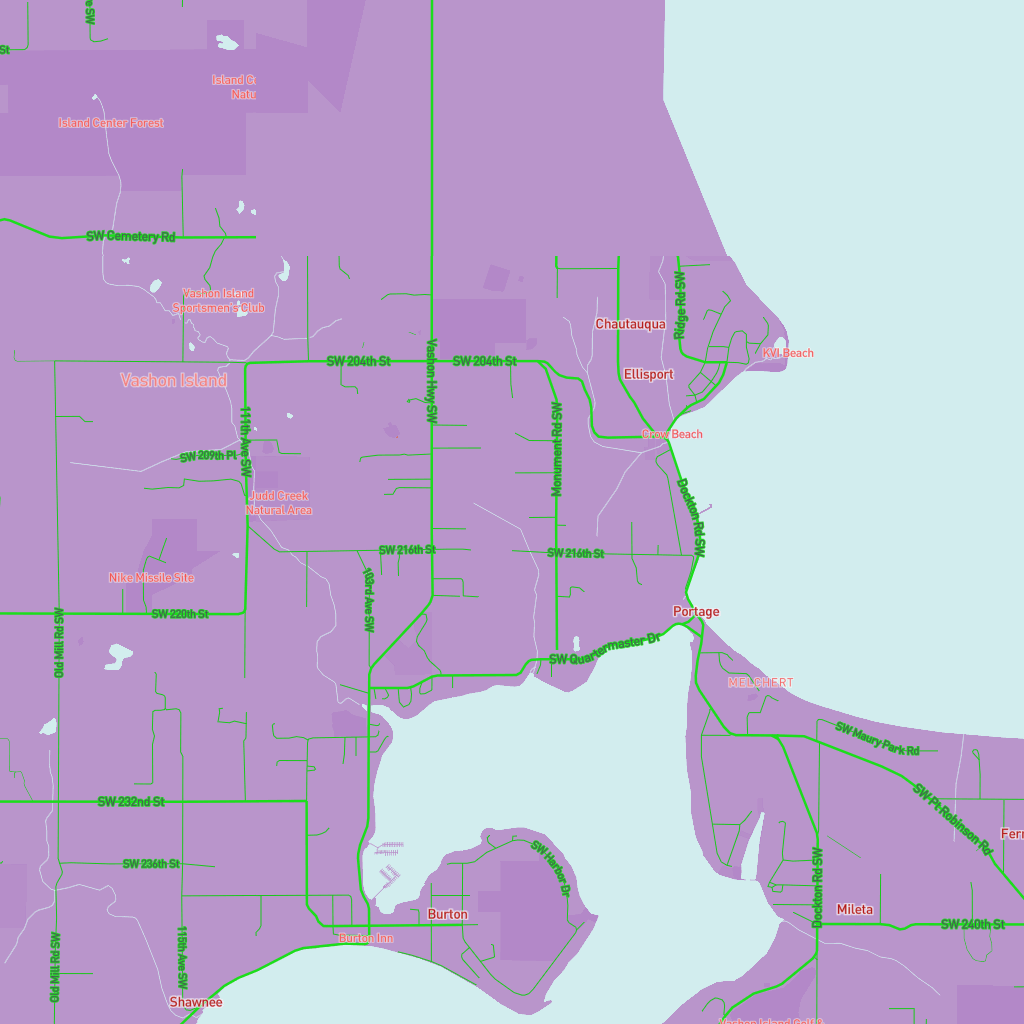 St
Island Center Forest
SW Cemetery Rd
Vashon Island
Sportsmen's Club
Ridge Rd SW
Chautauqua
KVI Beach
SW 204th St
Vashon Hwy SW
SW 204th St
Ellisport
Vashon Island
111th Ave SW
Monument Rd SW
Crow Beach
SW 209th Pl
Judd Creek
Natural Area
Dockton Rd SW
SW 216th St
SW 216th St
Nike Missile Site
103rd Ave SW
SW 220th St
Old Mill Rd SW
Portage
SW Quartermaster Dr
MELCHERT
SW Maury Park Rd
SW 232nd St
SW Pt Robinson Rd
SW 236th St
SW Harbor Dr
Dockton Rd SW
Burton
Mileta
SW 240th St
Burton Inn
Old Mill Rd SW
115th Ave SW
Shawnee
Vashon Island Golf &